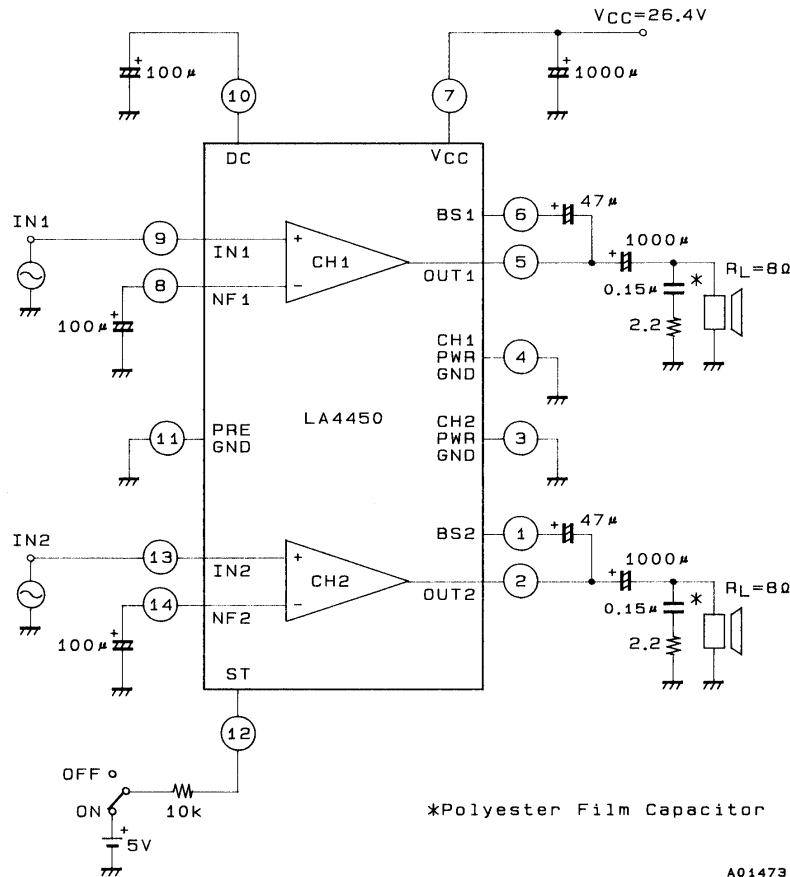 VCC=26.4V
+
100μ
+
1000μ
10
7
DC
VCC
BS1
6
+
47μ
IN1
9
IN1
+
CH1
OUT1
5
+
1000μ
*
RL=8Ω
0.15μ
2.2
8
NF1
−
+
100μ
CH1
PWR
GND
4
LA4450
11
PRE
GND
CH2
PWR
GND
3
BS2
1
+
47μ
IN2
13
IN2
+
CH2
OUT2
2
+
1000μ
*
RL=8Ω
0.15μ
2.2
14
NF2
−
+
100μ
ST
12
OFF
ON
10k
+
5V
*Polyester Film Capacitor
A01473